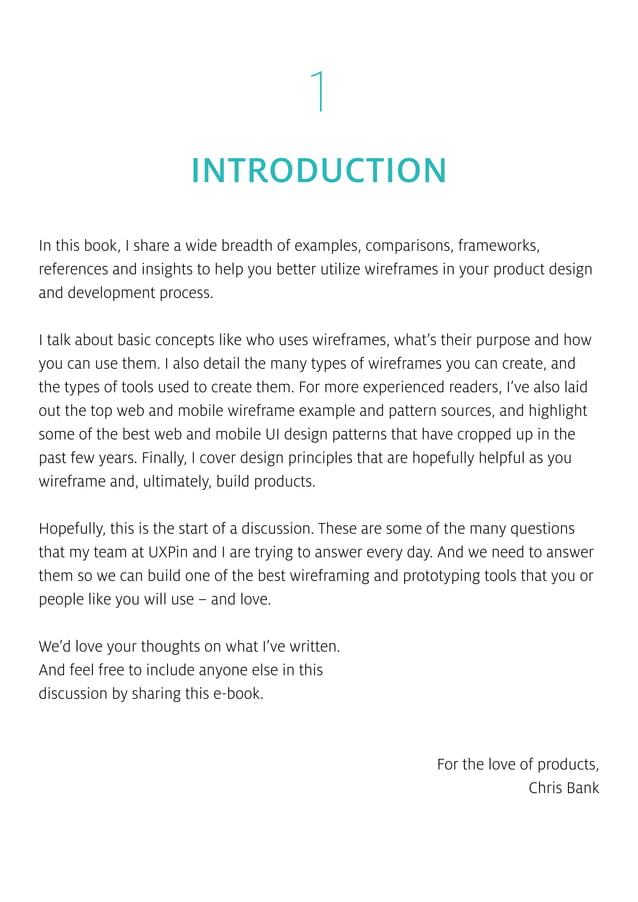 1
INTRODUCTION
In this book, I share a wide breadth of examples, comparisons, frameworks,
references and insights to help you better utilize wireframes in your product design
and development process.
I talk about basic concepts like who uses wireframes, what’s their purpose and how
you can use them. I also detail the many types of wireframes you can create, and
the types of tools used to create them. For more experienced readers, I’ve also laid
out the top web and mobile wireframe example and pattern sources, and highlight
some of the best web and mobile UI design patterns that have cropped up in the
past few years. Finally, I cover design principles that are hopefully helpful as you
wireframe and, ultimately, build products.
Hopefully, this is the start of a discussion. These are some of the many questions
that my team at UXPin and I are trying to answer every day. And we need to answer
them so we can build one of the best wireframing and prototyping tools that you or
people like you will use – and love.
We’d love your thoughts on what I’ve written.
And feel free to include anyone else in this
discussion by sharing this e-book.
For the love of products,
Chris Bank